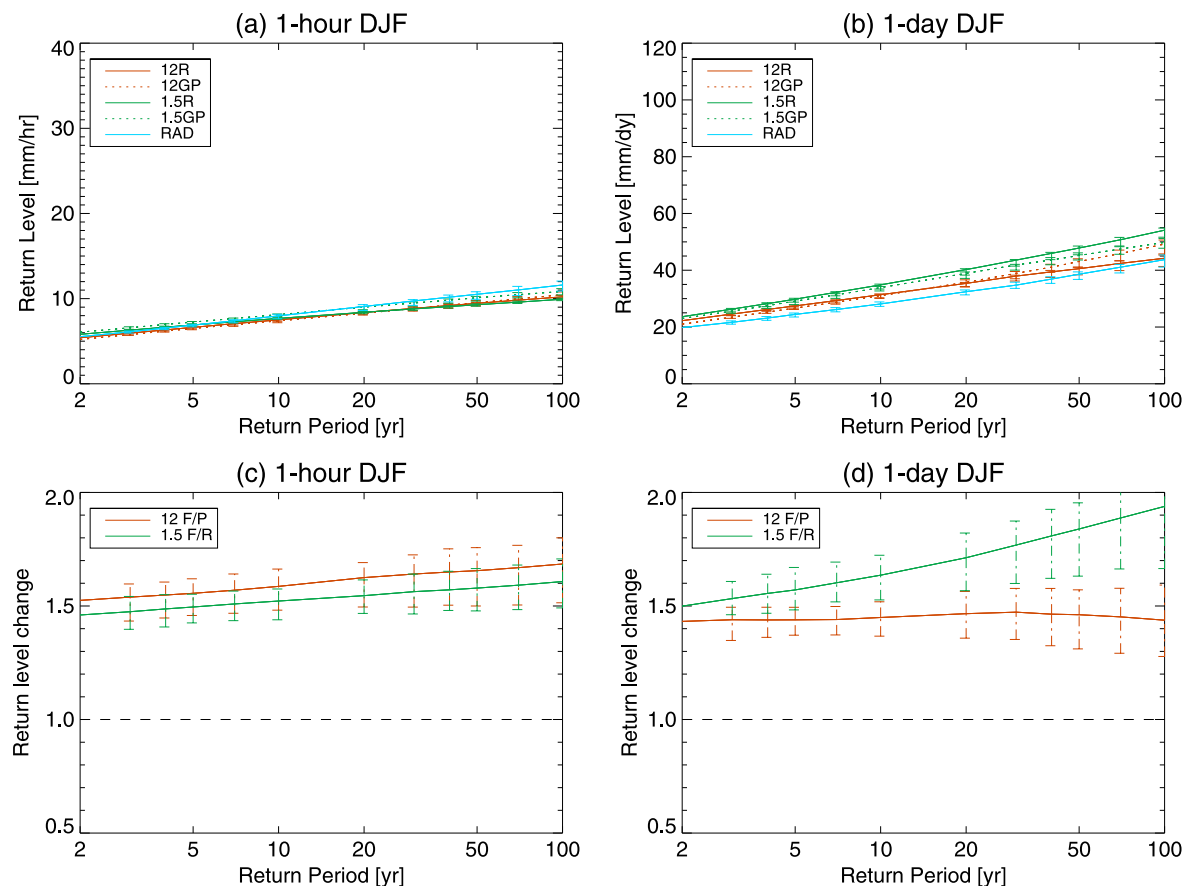 (a) 1-hour DJF
40
30
20
10
0
Return Level [mm/hr]
12R
12GP
1.5R
1.5GP
RAD
2 5 10 20 50 100
Return Period [yr]
(b) 1-day DJF
120
100
80
60
40
20
0
Return Level [mm/dy]
12R
12GP
1.5R
1.5GP
RAD
2 5 10 20 50 100
Return Period [yr]
(c) 1-hour DJF
2.0
1.5
1.0
0.5
Return level change
12 F/P
1.5 F/R
2 5 10 20 50 100
Return Period [yr]
(d) 1-day DJF
2.0
1.5
1.0
0.5
Return level change
12 F/P
1.5 F/R
2 5 10 20 50 100
Return Period [yr]